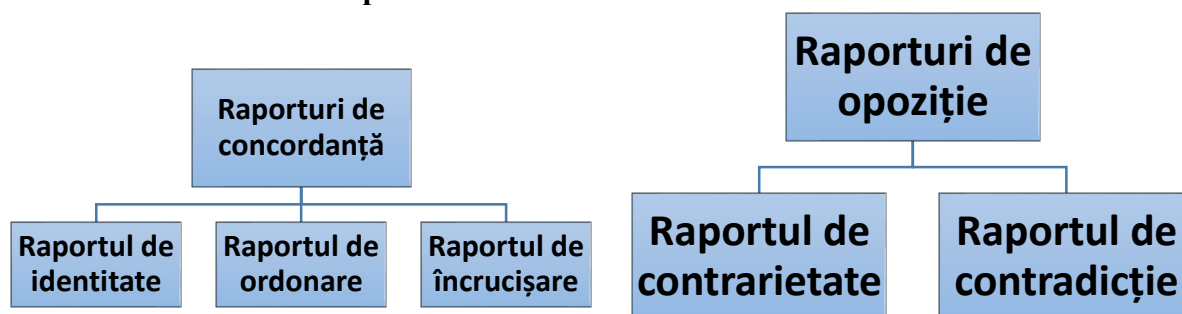 Raporturi de
concordanță
Raportul de
identitate
Raportul de
ordonare
Raportul de
încrucișare
Raporturi de
opoziție
Raportul de
contrarietate
Raportul de
contradicție